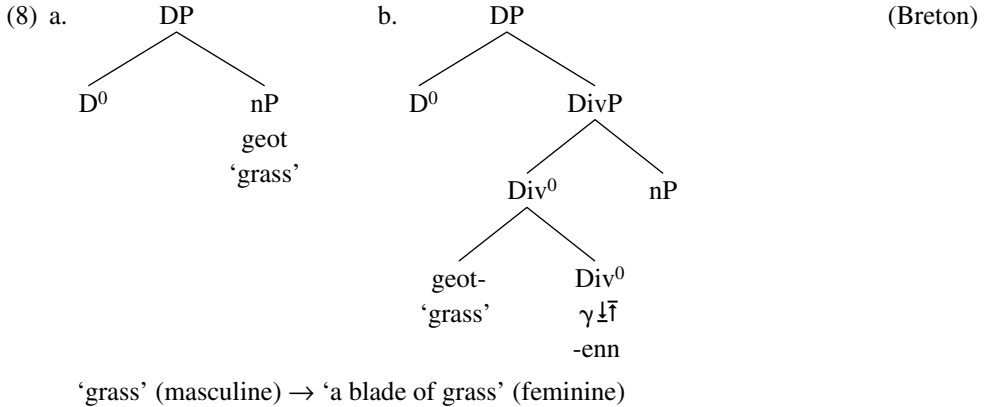 (8) a. DP b. DP (Breton)
D⁰ nP D⁰ DivP
geot
‘grass’
Div⁰ nP
geot- Div⁰
‘grass’ γ
-enn
‘grass’ (masculine) → ‘a blade of grass’ (feminine)